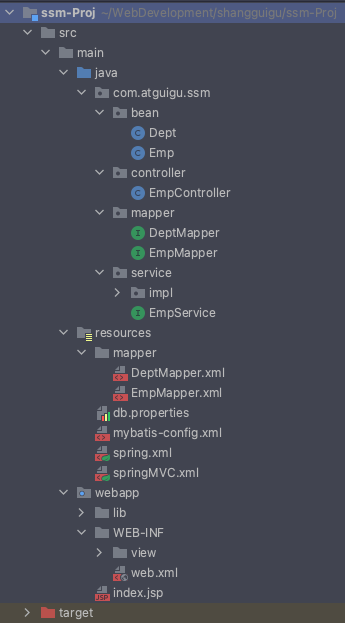 ssm-Proj ~/WebDevelopment/shangguigu/ssm-Proj
src
main
java
com.atguigu.ssm
bean
Dept
Emp
controller
EmpController
mapper
DeptMapper
EmpMapper
service
impl
EmpService
resources
mapper
DeptMapper.xml
EmpMapper.xml
db.properties
mybatis-config.xml
spring.xml
springMVC.xml
webapp
lib
WEB-INF
view
web.xml
index.jsp
target